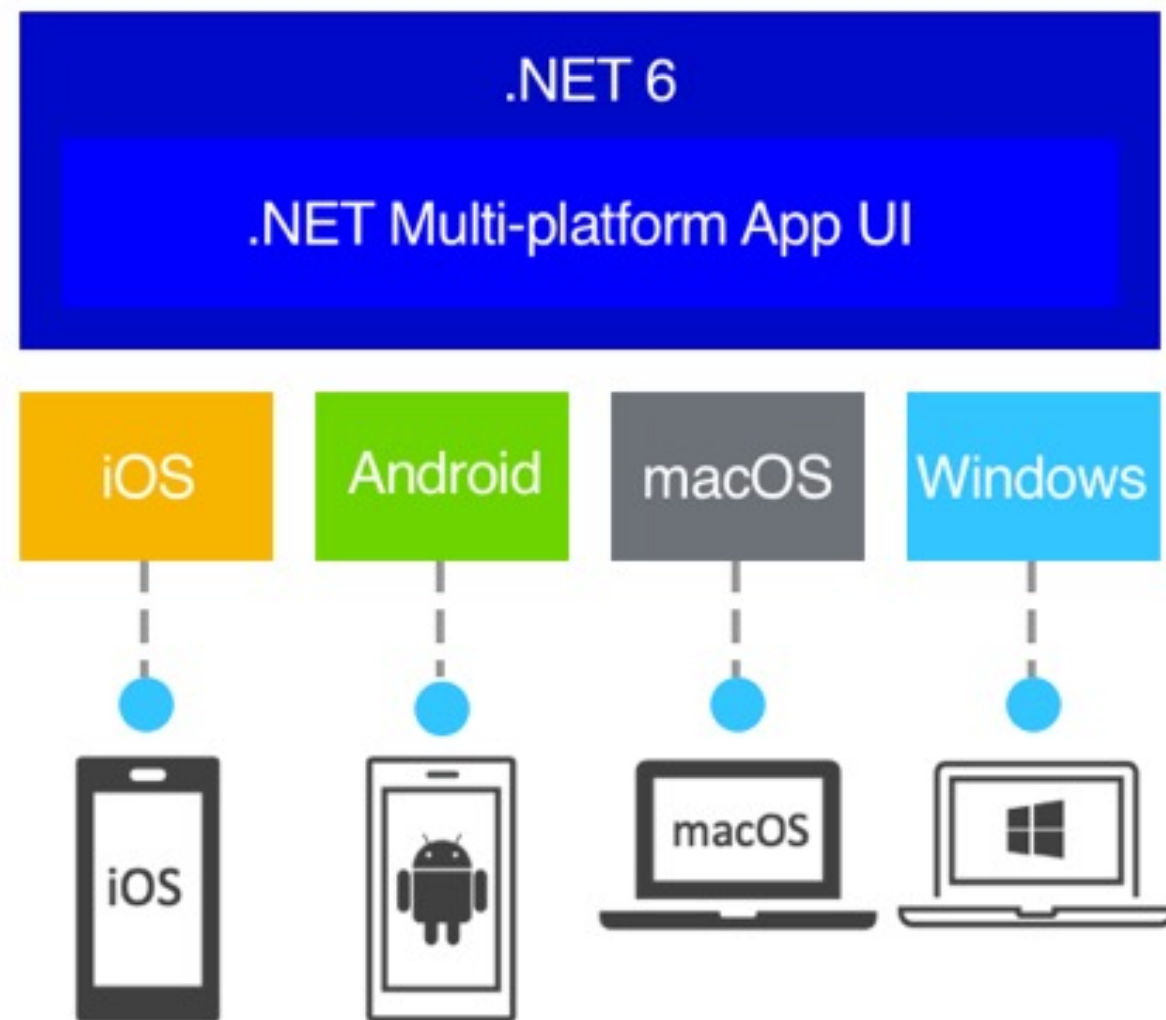 .NET 6
.NET Multi-platform App UI
iOS
Android
macOS
Windows
iOS
macOS